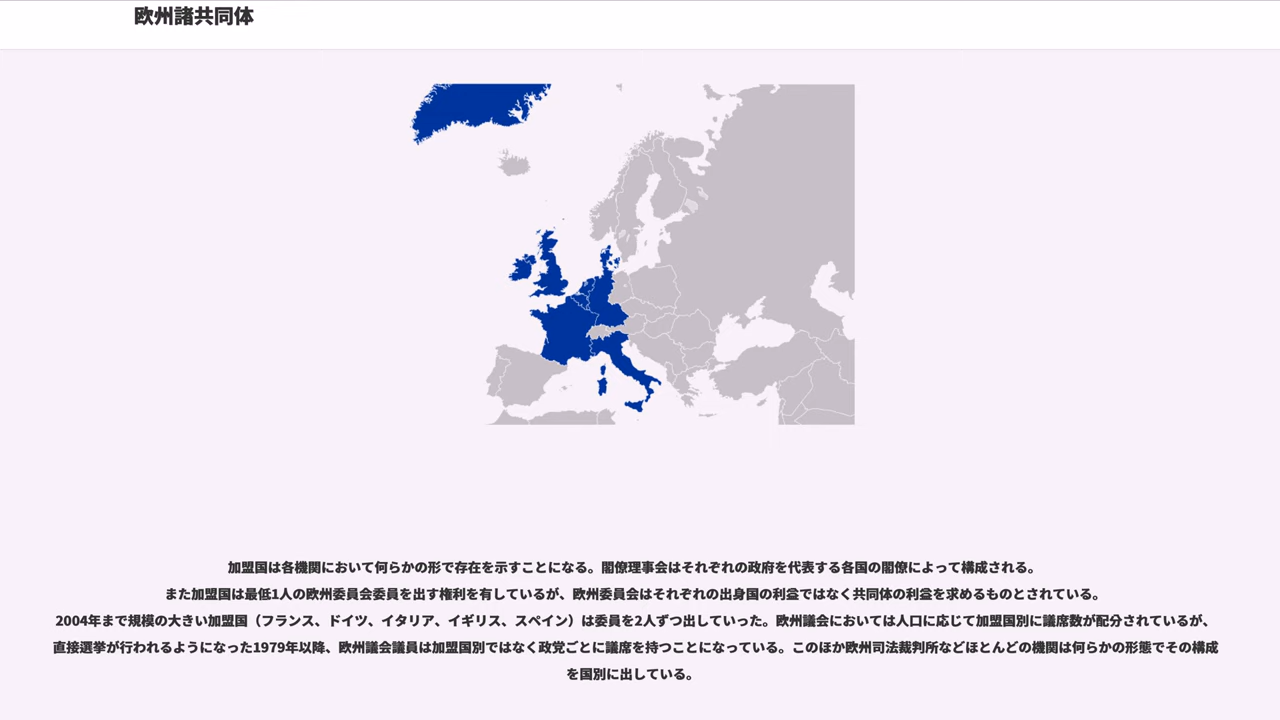 欧州諸共同体
加盟国は各機関において何らかの形で存在を示すことになる。閣僚理事会はそれぞれの政府を代表する各国の閣僚によって構成される。
また加盟国は最低1人の欧州委員会委員を出す権利を有しているが、欧州委員会はそれぞれの出身国の利益ではなく共同体の利益を求めるものとされている。
2004年まで規模の大きい加盟国（フランス、ドイツ、イタリア、イギリス、スペイン）は委員を2人ずつ出していった。欧州議会においては人口に応じて加盟国別に議席数が配分されているが、
直接選挙が行われるようになった1979年以降、欧州議会議員は加盟国別ではなく政党ごとに議席を持つことになっている。このほか欧州司法裁判所などほとんどの機関は何らかの形態でその構成
を国別に出している。